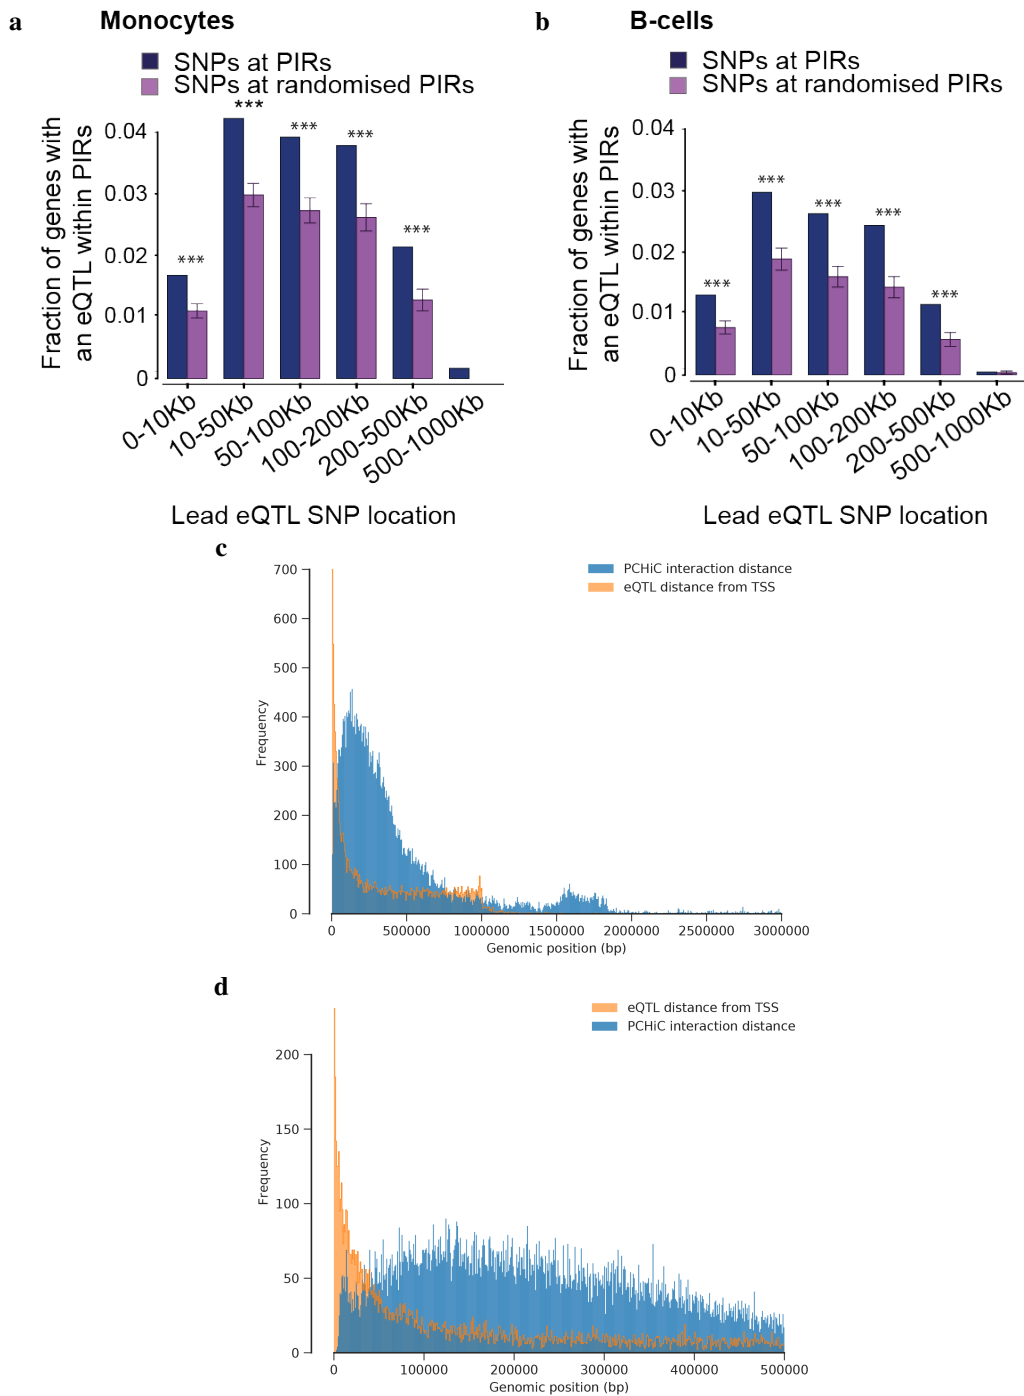 a
Monocytes
SNPs at PIRs
SNPs at randomised PIRs
Fraction of genes with
an eQTL within PIRs
0.04
0.03
0.02
0.01
0
***
***
***
***
***
0-10Kb
10-50Kb
50-100Kb
100-200Kb
200-500Kb
500-1000Kb
Lead eQTL SNP location
b
B-cells
SNPs at PIRs
SNPs at randomised PIRs
Fraction of genes with
an eQTL within PIRs
0.04
0.03
0.02
0.01
0
***
***
***
***
***
0-10Kb
10-50Kb
50-100Kb
100-200Kb
200-500Kb
500-1000Kb
Lead eQTL SNP location
c
PCHiC interaction distance
eQTL distance from TSS
Frequency
700
600
500
400
300
200
100
0
0 500000 1000000 1500000 2000000 2500000 3000000
Genomic position (bp)
d
eQTL distance from TSS
PCHiC interaction distance
Frequency
200
150
100
50
0
0 100000 200000 300000 400000 500000
Genomic position (bp)